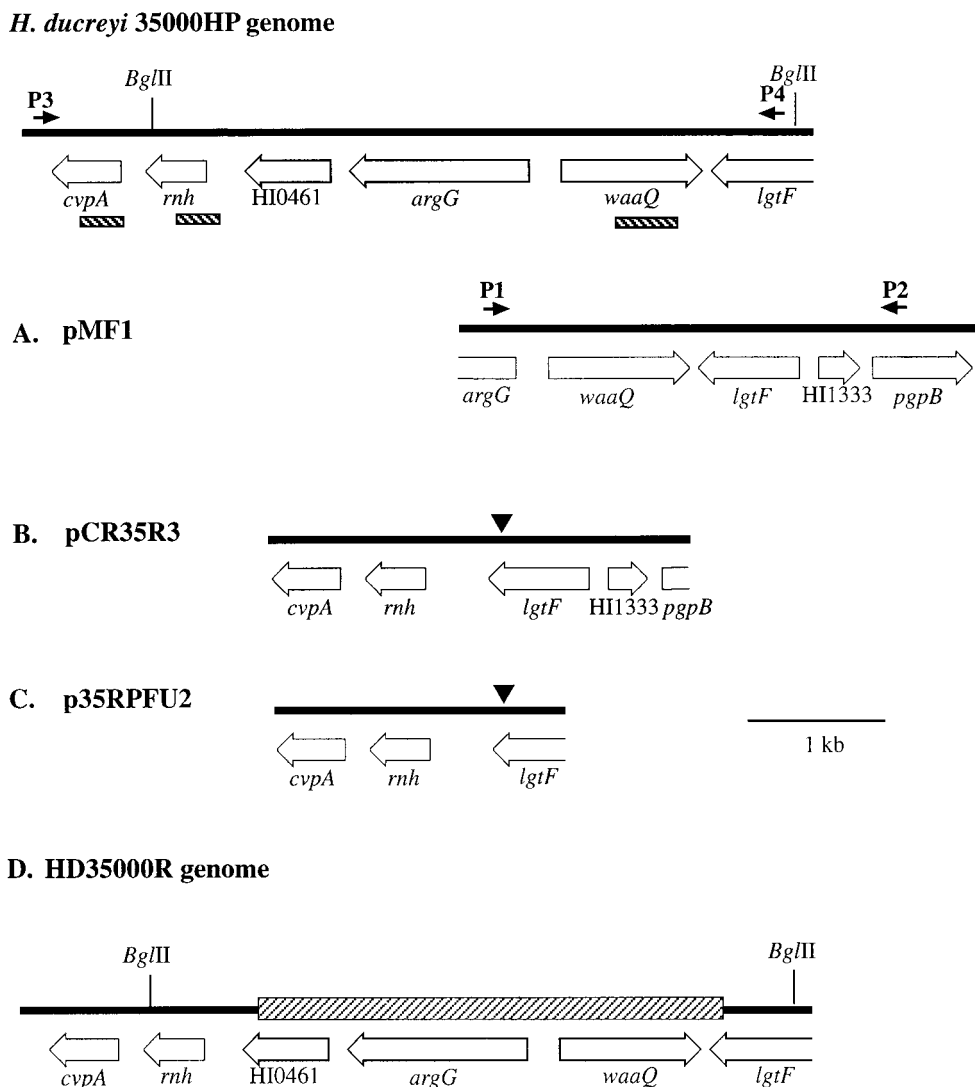 H. ducreyi 35000HP genome
BglII
BglII
P3
P4
cvpA rnh HI0461 argG waaQ lgtF
P1
P2
A. pMF1
argG waaQ lgtF HI1333 pgpB
B. pCR35R3
cvpA rnh lgtF HI1333 pgpB
C. p35RPFU2
cvpA rnh lgtF
1 kb
D. HD35000R genome
BglII
BglII
cvpA rnh HI0461 argG waaQ lgtF